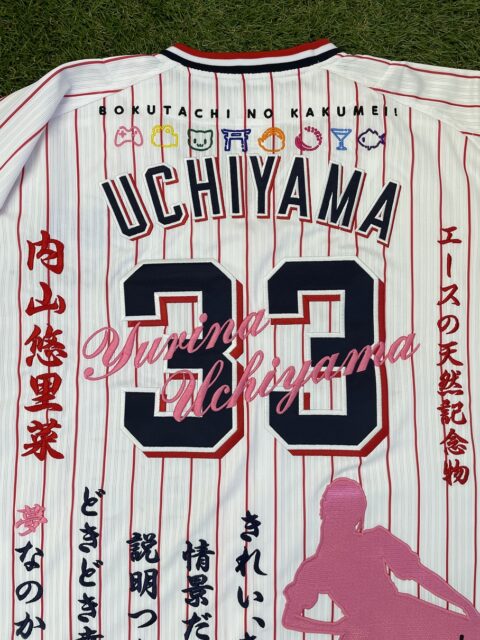 BOKUTACHI NO KAKUMEI!
UCHIYAMA
33
Yurina
Uchiyama
内山悠里菜
エースの天然記念物
きれい
情景だ
説明つ
どきどき
夢なのか